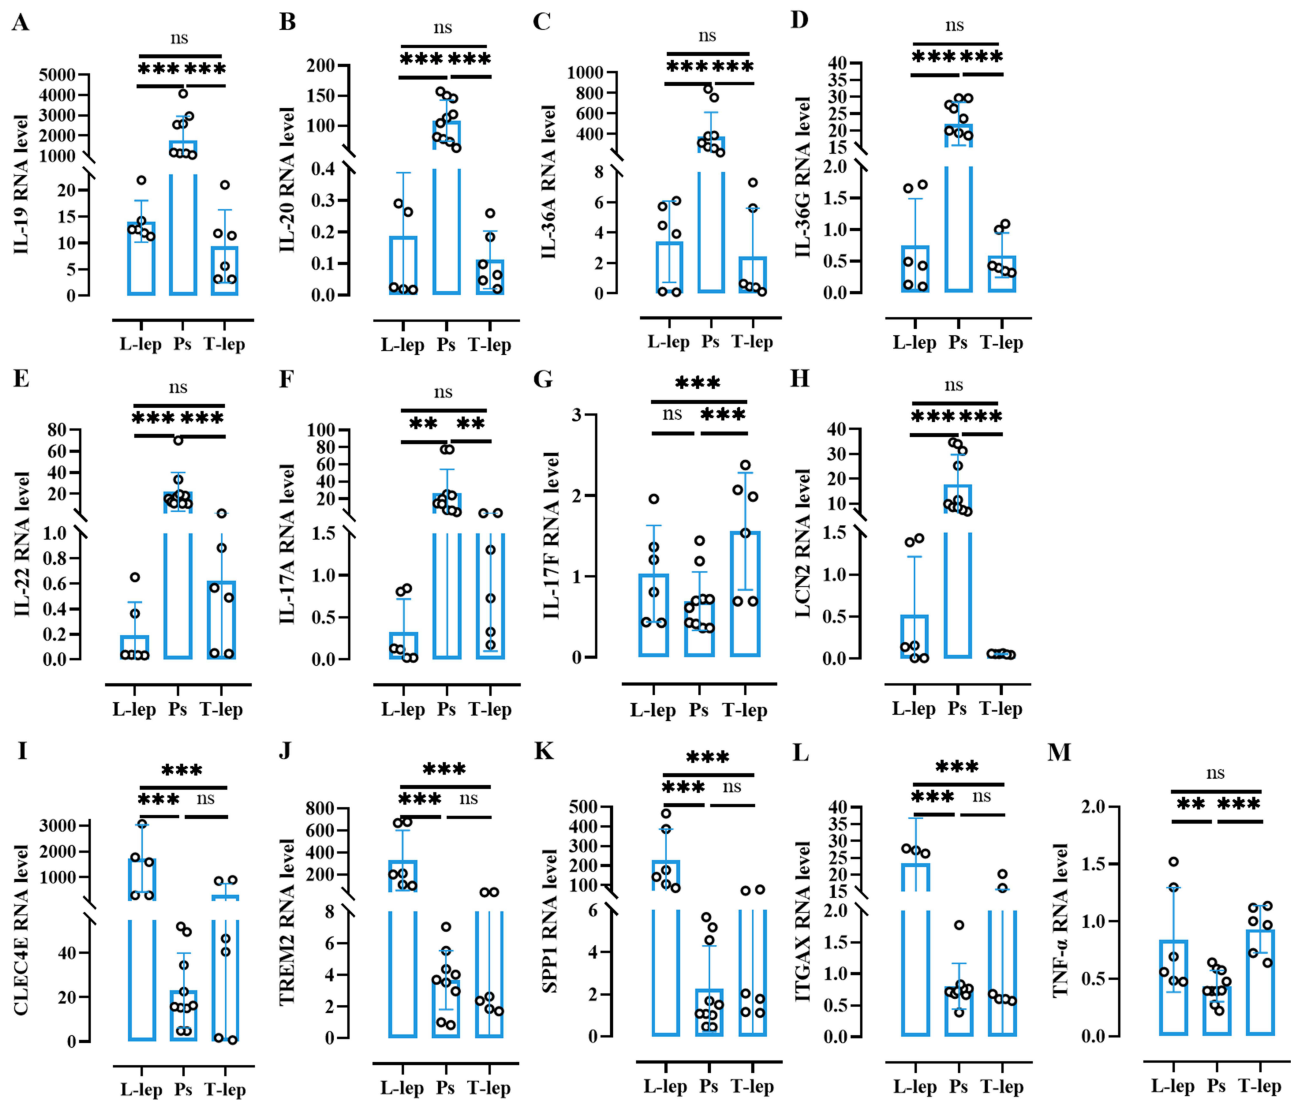 A
IL-19 RNA level
ns
*** ***
5000
4000
3000
2000
1000
20
15
10
5
0
L-lep Ps T-lep
B
IL-20 RNA level
ns
*** ***
200
150
100
0.4
0.3
0.2
0.1
0.0
L-lep Ps T-lep
C
IL-36A RNA level
ns
*** ***
1000
800
600
400
8
6
4
2
0
L-lep Ps T-lep
D
IL-36G RNA level
ns
*** ***
40
35
30
25
20
15
2.0
1.5
1.0
0.5
0.0
L-lep Ps T-lep
E
IL-22 RNA level
ns
*** ***
80
60
40
20
1.0
0.8
0.6
0.4
0.2
0.0
L-lep Ps T-lep
F
IL-17A RNA level
ns
** **
100
80
60
40
20
1.5
1.0
0.5
0.0
L-lep Ps T-lep
G
IL-17F RNA level
***
ns ***
3
2
1
0
L-lep Ps T-lep
H
LCN2 RNA level
ns
*** ***
40
30
20
10
1.5
1.0
0.5
0.0
L-lep Ps T-lep
I
CLEC4E RNA level
***
*** ns
3000
2000
1000
40
20
0
L-lep Ps T-lep
J
TREM2 RNA level
***
*** ns
800
600
400
200
8
6
4
2
0
L-lep Ps T-lep
K
SPP1 RNA level
***
*** ns
500
400
300
200
100
6
4
2
0
L-lep Ps T-lep
L
ITGAX RNA level
***
*** ns
40
35
30
25
20
15
2.0
1.5
1.0
0.5
0.0
L-lep Ps T-lep
M
TNF-α RNA level
ns
** ***
2.0
1.5
1.0
0.5
0.0
L-lep Ps T-lep